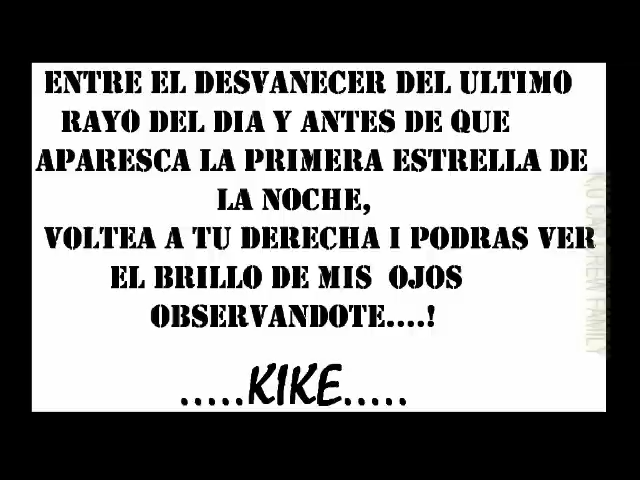 ENTRE EL DESVANECER DEL ULTIMO
RAYO DEL DIA Y ANTES DE QUE
APARESCA LA PRIMERA ESTRELLA DE
LA NOCHE,
VOLTEA A TU DERECHA I PODRAS VER
EL BRILLO DE MIS OJOS
OBSERVANDOTE....!
.....KIKE.....
FAMILY